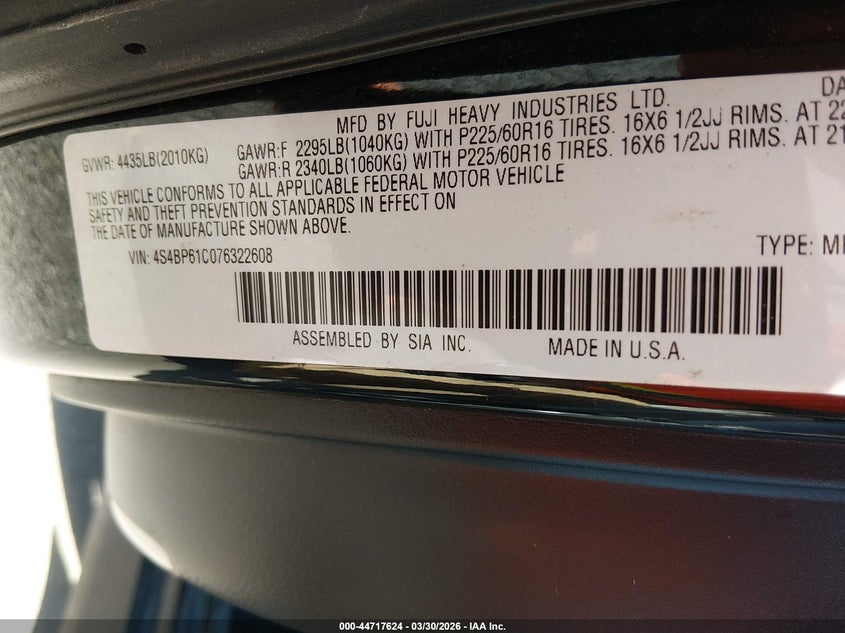 MFD BY FUJI HEAVY INDUSTRIES LTD.
GVWR: 4435LB(2010KG)
GAWR:F 2295LB(1040KG) WITH P225/60R16 TIRES. 16X6 1/2JJ RIMS. AT 22
GAWR:R 2340LB(1060KG) WITH P225/60R16 TIRES. 16X6 1/2JJ RIMS. AT 21
THIS VEHICLE CONFORMS TO ALL APPLICABLE FEDERAL MOTOR VEHICLE
SAFETY AND THEFT PREVENTION STANDARDS IN EFFECT ON
THE DATE OF MANUFACTURE SHOWN ABOVE.
VIN: 4S4BP61C076322608
TYPE:
ASSEMBLED BY SIA INC. MADE IN U.S.A.
000-44717624 | 03/30/2026 - IAA Inc.